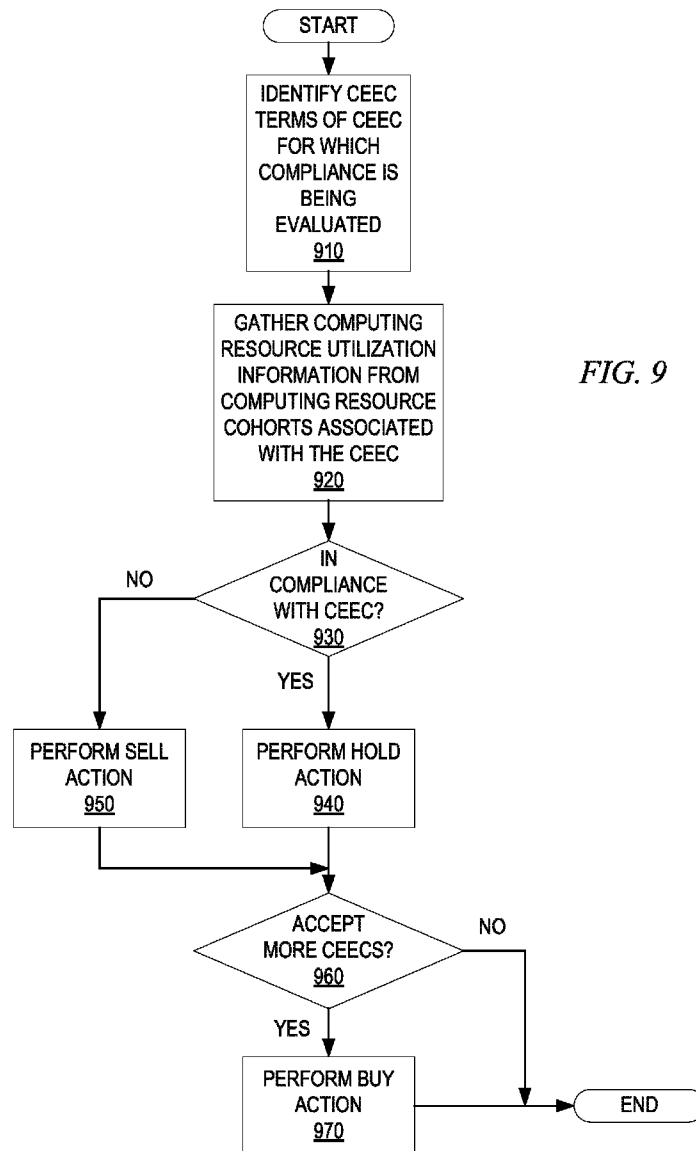 START
IDENTIFY CEEC
TERMS OF CEEC
FOR WHICH
COMPLIANCE IS
BEING
EVALUATED
910
GATHER COMPUTING
RESOURCE UTILIZATION
INFORMATION FROM
COMPUTING RESOURCE
COHORTS ASSOCIATED
WITH THE CEEC
920
FIG. 9
IN
COMPLIANCE
WITH CEEC?
930
NO
YES
PERFORM SELL
ACTION
950
PERFORM HOLD
ACTION
940
ACCEPT
MORE CEECS?
960
NO
YES
PERFORM BUY
ACTION
970
END